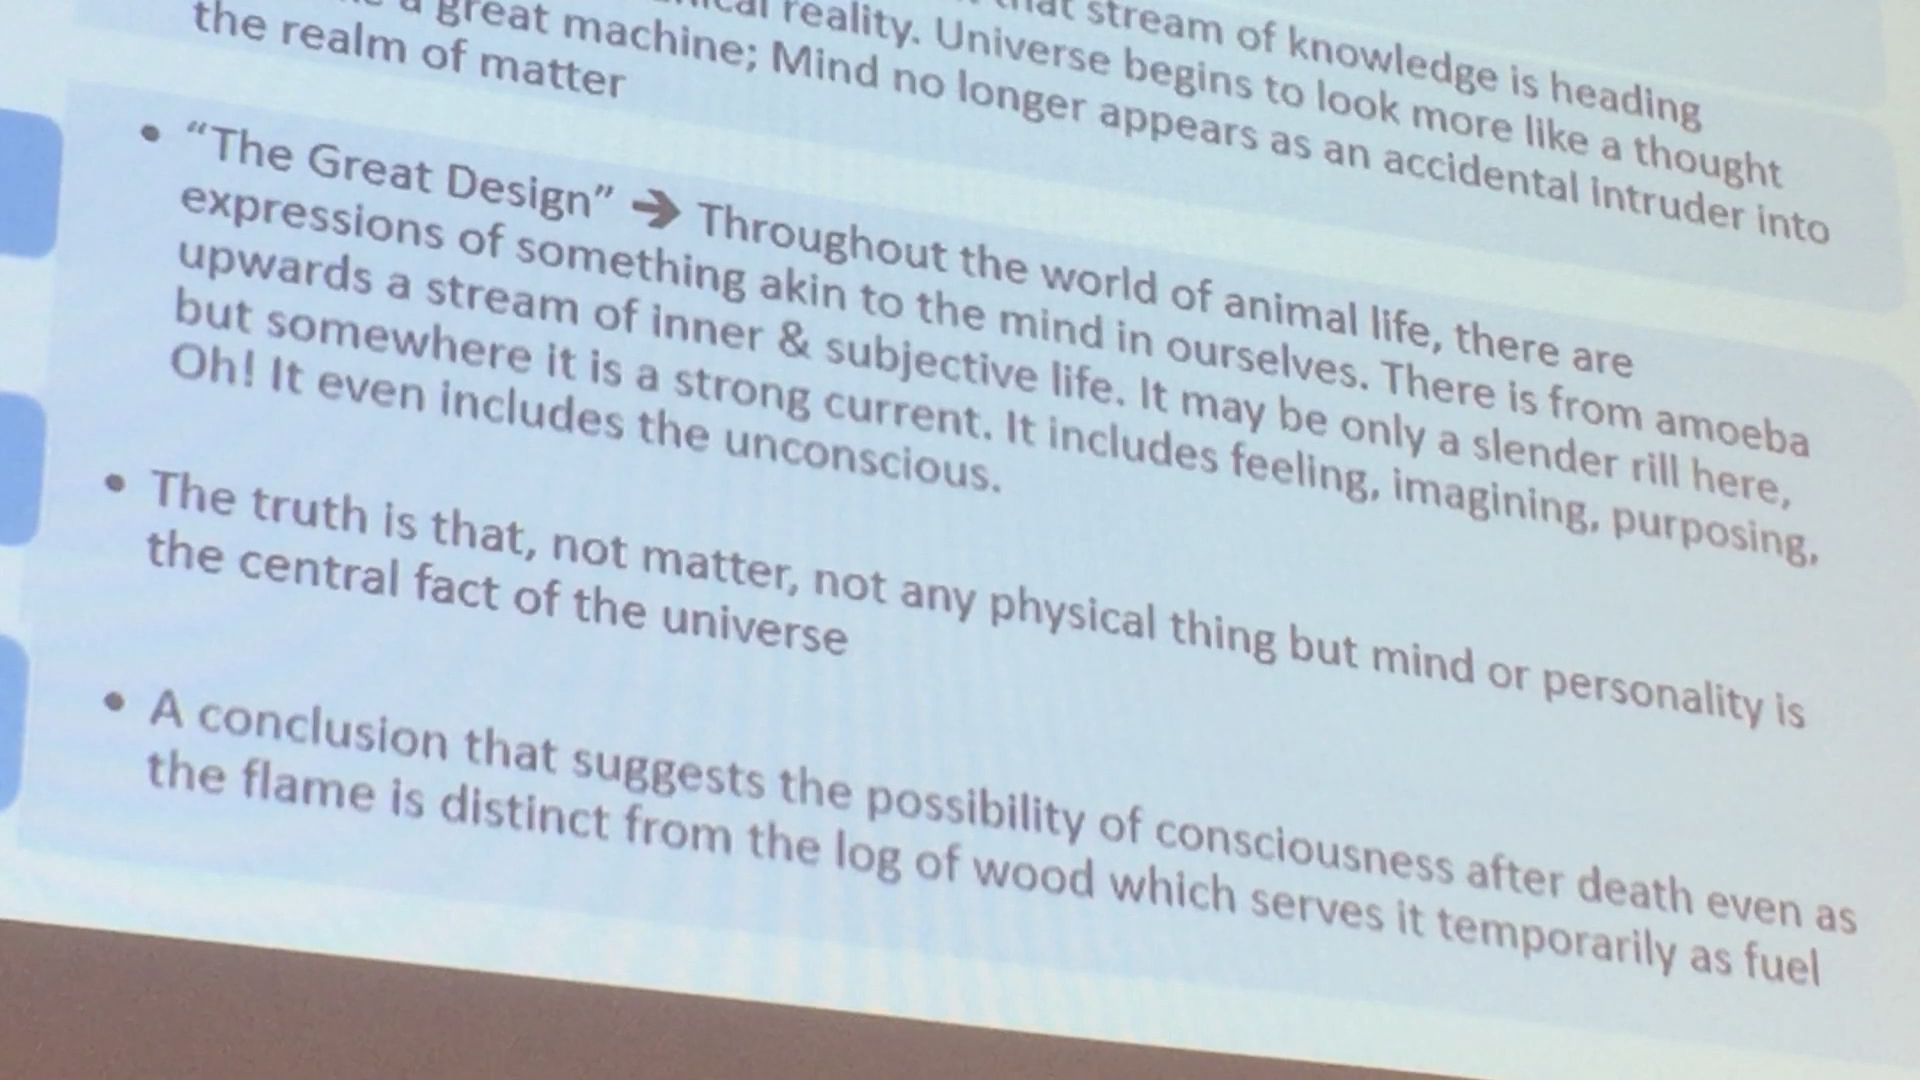 that stream of knowledge is heading
reality. Universe begins to look more like a thought
a great machine; Mind no longer appears as an accidental intruder into
the realm of matter
• “The Great Design” ➔ Throughout the world of animal life, there are
expressions of something akin to the mind in ourselves. There is from amoeba
upwards a stream of inner & subjective life. It may be only a slender rill here,
but somewhere it is a strong current. It includes feeling, imagining, purposing,
Oh! It even includes the unconscious.
• The truth is that, not matter, not any physical thing but mind or personality is
the central fact of the universe
• A conclusion that suggests the possibility of consciousness after death even as
the flame is distinct from the log of wood which serves it temporarily as fuel